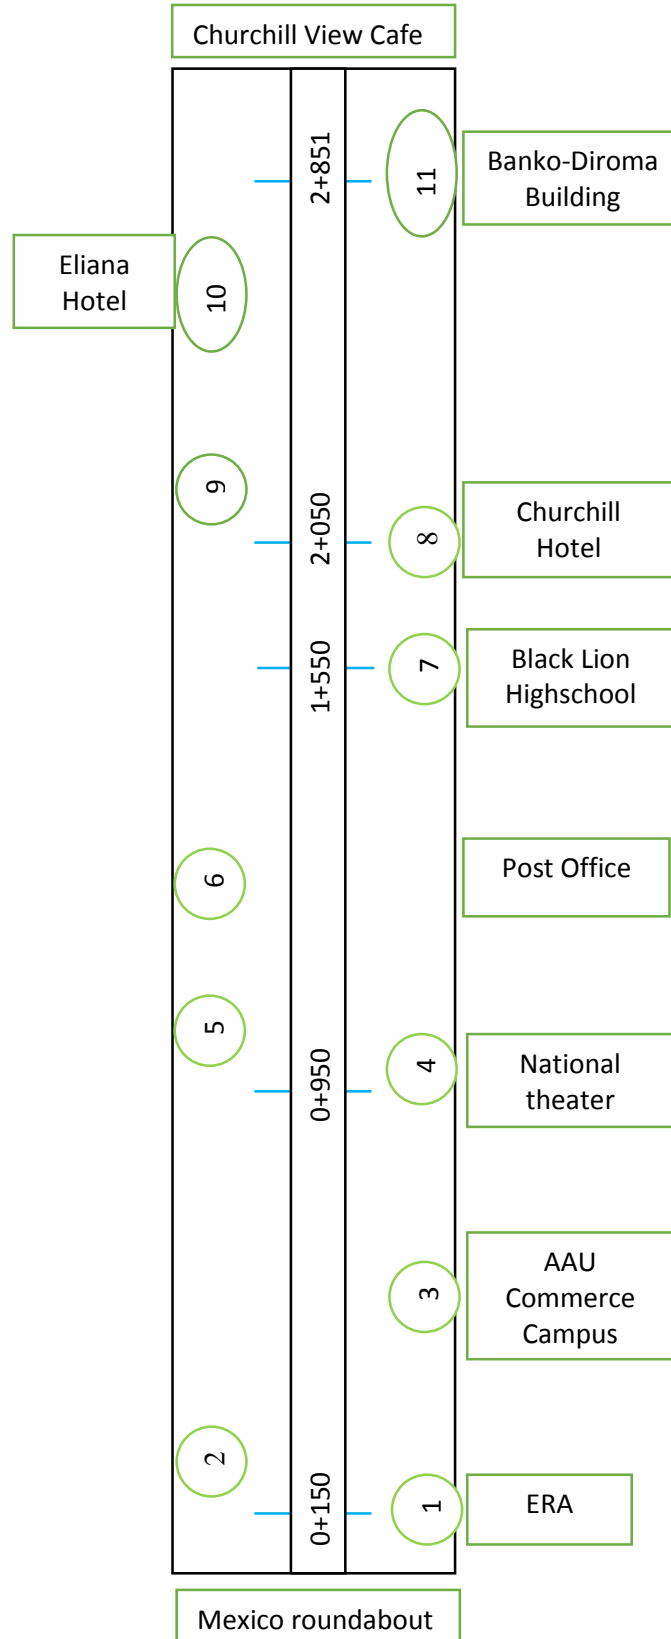 Churchill View Cafe
2+851
11
Banko-Diroma
Building
Eliana
Hotel
10
9
2+050
8
Churchill
Hotel
1+550
7
Black Lion
Highschool
6
Post Office
5
0+950
4
National
theater
3
AAU
Commerce
Campus
2
0+150
1
ERA
Mexico roundabout